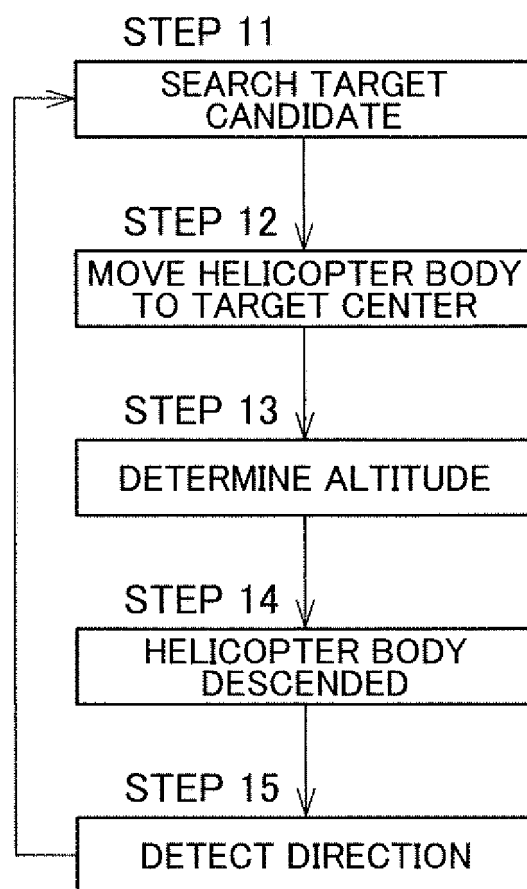 STEP 11
SEARCH TARGET
CANDIDATE
STEP 12
MOVE HELICOPTER BODY
TO TARGET CENTER
STEP 13
DETERMINE ALTITUDE
STEP 14
HELICOPTER BODY
DESCENDED
STEP 15
DETECT DIRECTION